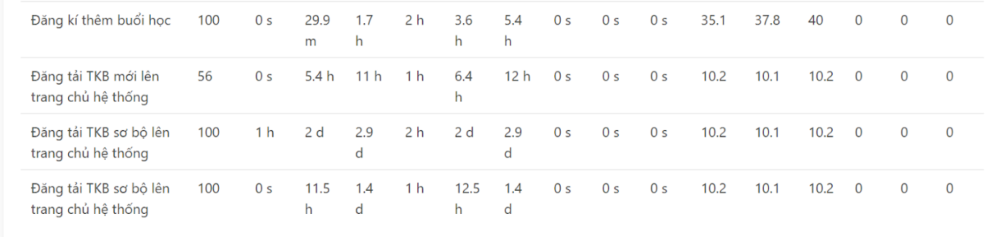 Đăng kí thêm buổi học 100 0 s 29.9 1.7 2 h 3.6 5.4 0 s 0 s 0 s 35.1 37.8 40 0 0 0
m h h h
Đăng tải TKB mới lên 56 0 s 5.4 h 11 h 1 h 6.4 12 h 0 s 0 s 0 s 10.2 10.1 10.2 0 0 0
trang chủ hệ thống h
Đăng tải TKB sơ bộ lên 100 1 h 2 d 2.9 2 h 2 d 2.9 0 s 0 s 0 s 10.2 10.1 10.2 0 0 0
trang chủ hệ thống d d
Đăng tải TKB sơ bộ lên 100 0 s 11.5 1.4 1 h 12.5 1.4 0 s 0 s 0 s 10.2 10.1 10.2 0 0 0
trang chủ hệ thống h d h d